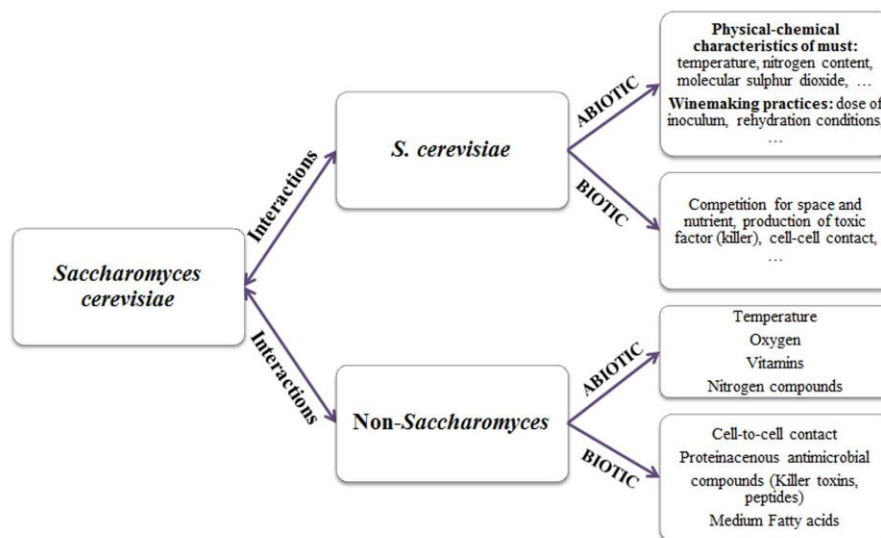 Saccharomyces
cerevisiae
Interactions
Interactions
S. cerevisiae
ABIOTIC
BIOTIC
Physical-chemical
characteristics of must:
temperature, nitrogen content,
molecular sulphur dioxide, …
Winemaking practices: dose of
inoculum, rehydration conditions,
…
Competition for space and
nutrient, production of toxic
factor (killer), cell-cell contact,
…
Non-Saccharomyces
ABIOTIC
BIOTIC
Temperature
Oxygen
Vitamins
Nitrogen compounds
Cell-to-cell contact
Proteinacenous antimicrobial
compounds (Killer toxins,
peptides)
Medium Fatty acids